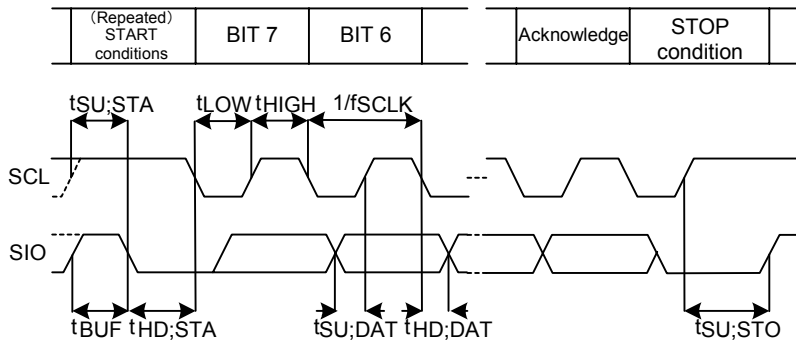 (Repeated)
START
conditions
BIT 7
BIT 6
Acknowledge
STOP
condition
tSU;STA
tLOW
tHIGH
1/fSCLK
SCL
SIO
tBUF
tHD;STA
tSU;DAT
tHD;DAT
tSU;STO